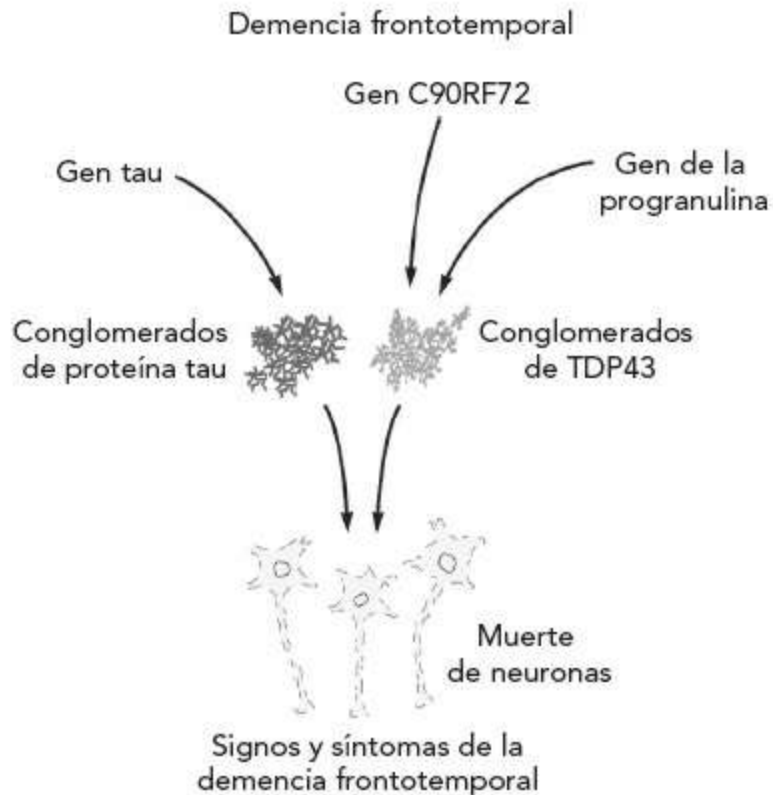 Demencia frontotemporal
Gen C90RF72
Gen tau
Gen de la
progranulina
Conglomerados
de proteína tau
Conglomerados
de TDP43
Muerte
de neuronas
Signos y síntomas de la
demencia frontotemporal